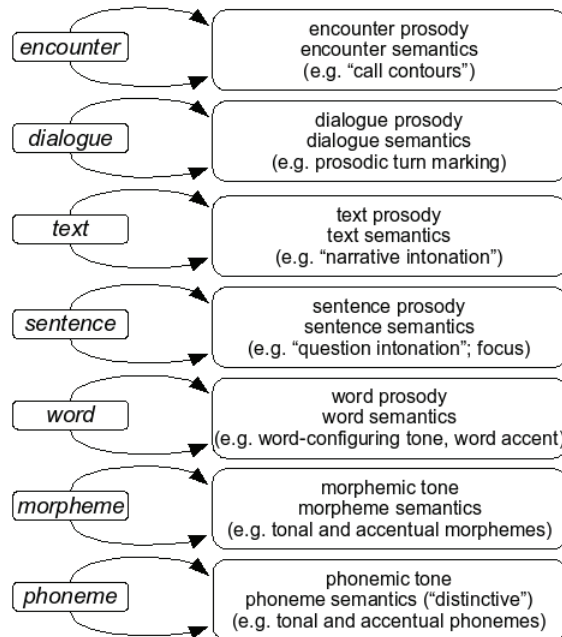 encounter
encounter prosody
encounter semantics
(e.g. “call contours”)
dialogue
dialogue prosody
dialogue semantics
(e.g. prosodic turn marking)
text
text prosody
text semantics
(e.g. “narrative intonation”)
sentence
sentence prosody
sentence semantics
(e.g. “question intonation”; focus)
word
word prosody
word semantics
(e.g. word-configuring tone, word accent)
morpheme
morphemic tone
morpheme semantics
(e.g. tonal and accentual morphemes)
phoneme
phonemic tone
phoneme semantics (“distinctive”)
(e.g. tonal and accentual phonemes)